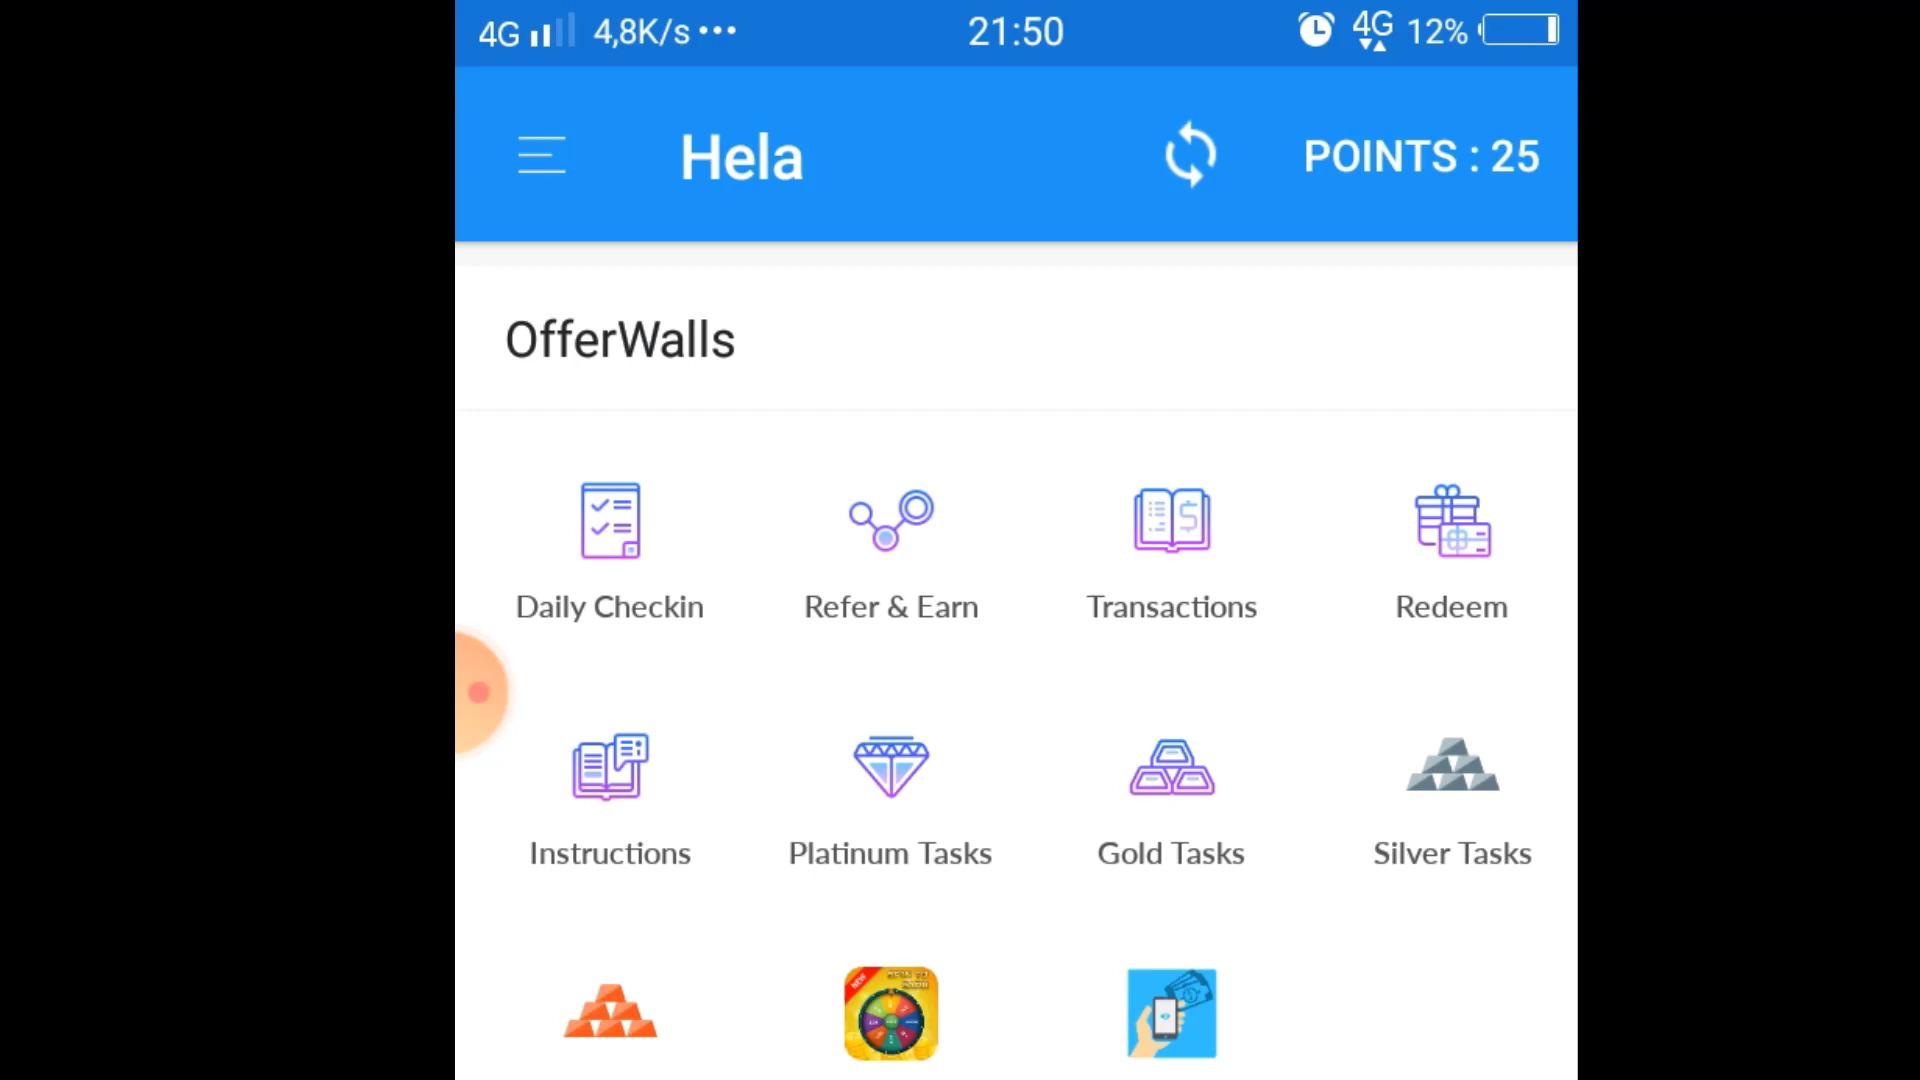 4G 4,8K/s ... 21:50 4G 12%
Hela POINTS : 25
OfferWalls
Daily Checkin Refer & Earn Transactions Redeem
Instructions Platinum Tasks Gold Tasks Silver Tasks
NEW